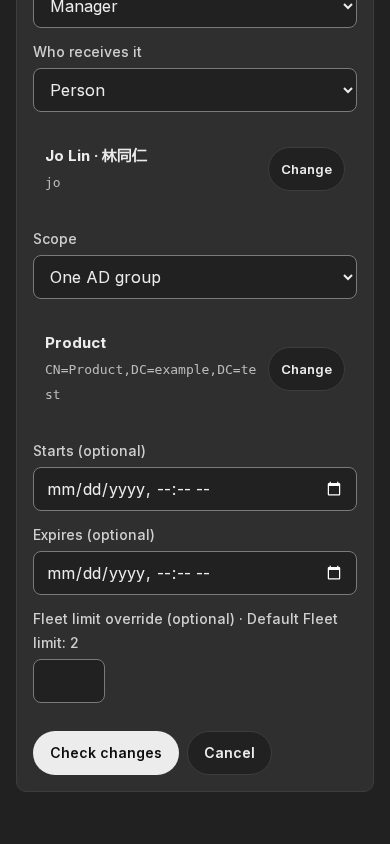 Manager
Who receives it
Person
Jo Lin · 林同仁
jo
Change
Scope
One AD group
Product
CN=Product,DC=example,DC=te
st
Change
Starts (optional)
mm/dd/yyyy, --:-- --
Expires (optional)
mm/dd/yyyy, --:-- --
Fleet limit override (optional) · Default Fleet
limit: 2
Check changes
Cancel